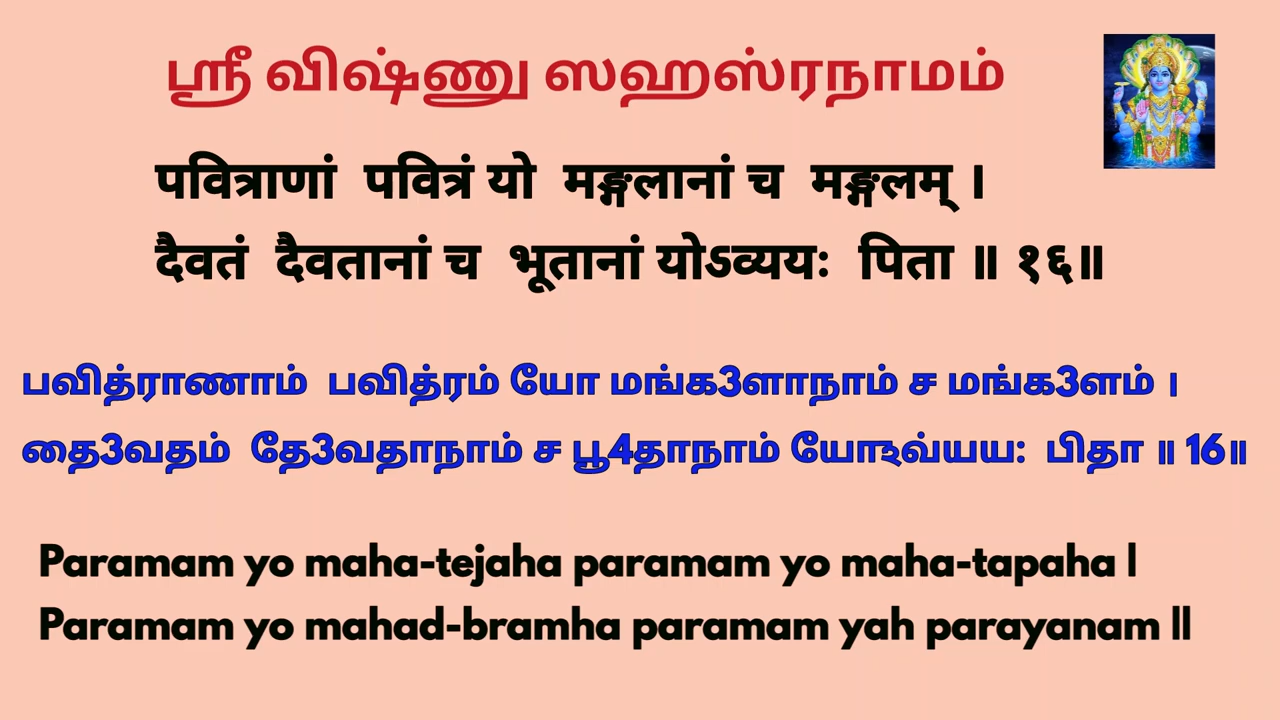 ஸ்ரீ விஷ்ணு ஸஹஸ்ரநாமம்
पवित्राणां पवित्रं यो मङ्गलानां च मङ्गलम् ।
दैवतं दैवतानां च भूतानां योऽव्ययः पिता ॥ १६॥
பவித்ராணாம் பவித்ரம் யோ மங்க3ளாநாம் ச மங்க3ளம் ।
தை3வதம் தே3வதாநாம் ச பூ4தாநாம் யோ஽வ்யய: பிதா ॥ 16॥
Paramam yo maha-tejaha paramam yo maha-tapaha |
Paramam yo mahad-bramha paramam yah parayanam ||